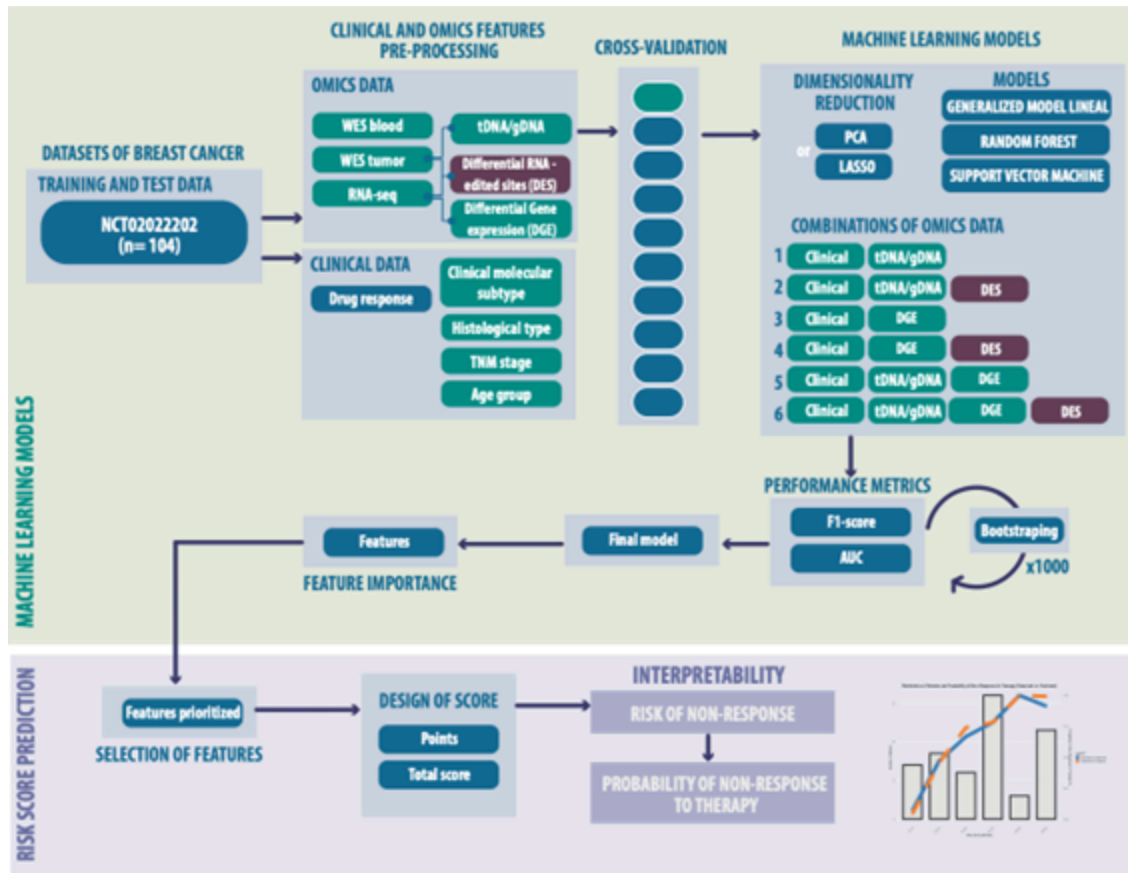 CLINICAL AND OMICS FEATURES
PRE-PROCESSING
CROSS-VALIDATION
MACHINE LEARNING MODELS
OMICS DATA
WES blood
WES tumor
RNA-seq
tDNA/gDNA
Differential RNA -
edited sites (DES)
Differential Gene
expression (DGE)
DATASETS OF BREAST CANCER
TRAINING AND TEST DATA
NCT02022202
(n= 104)
CLINICAL DATA
Drug response
Clinical molecular
subtype
Histological type
TNM stage
Age group
DIMENSIONALITY
REDUCTION
PCA
or
LASSO
MODELS
GENERALIZED MODEL LINEAL
RANDOM FOREST
SUPPORT VECTOR MACHINE
COMBINATIONS OF OMICS DATA
1 Clinical tDNA/gDNA
2 Clinical tDNA/gDNA DES
3 Clinical DGE
4 Clinical DGE DES
5 Clinical tDNA/gDNA DGE
6 Clinical tDNA/gDNA DGE DES
PERFORMANCE METRICS
F1-score
AUC
Bootstraping
x1000
Final model
Features
FEATURE IMPORTANCE
MACHINE LEARNING MODELS
RISK SCORE PREDICTION
Features prioritized
SELECTION OF FEATURES
DESIGN OF SCORE
Points
Total score
INTERPRETABILITY
RISK OF NON-RESPONSE
PROBABILITY OF NON-RESPONSE
TO THERAPY